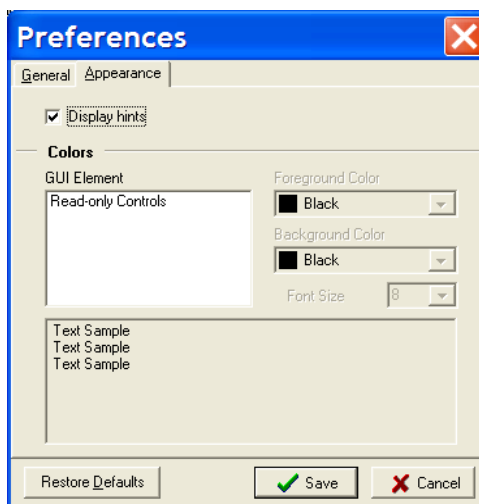 Preferences
General Appearance
Display hints
Colors
GUI Element
Read-only Controls
Foreground Color
Black
Background Color
Black
Font Size 8
Text Sample
Text Sample
Text Sample
Restore Defaults Save Cancel